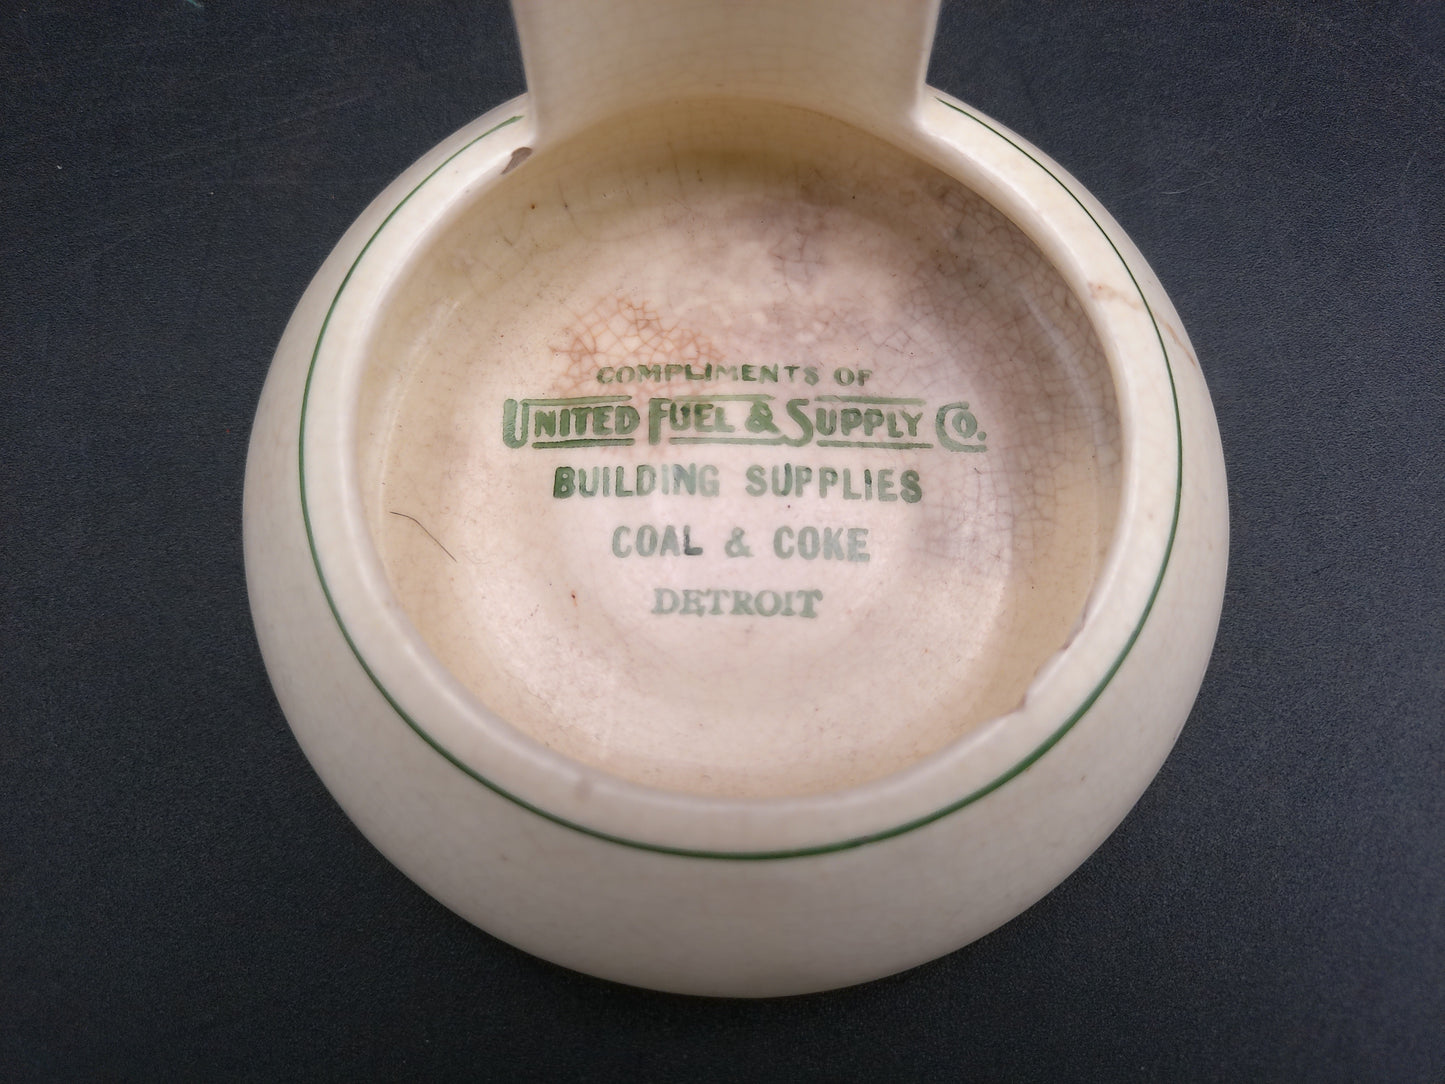 COMPLIMENTS OF
UNITED FUEL & SUPPLY CO.
BUILDING SUPPLIES
COAL & COKE
DETROIT